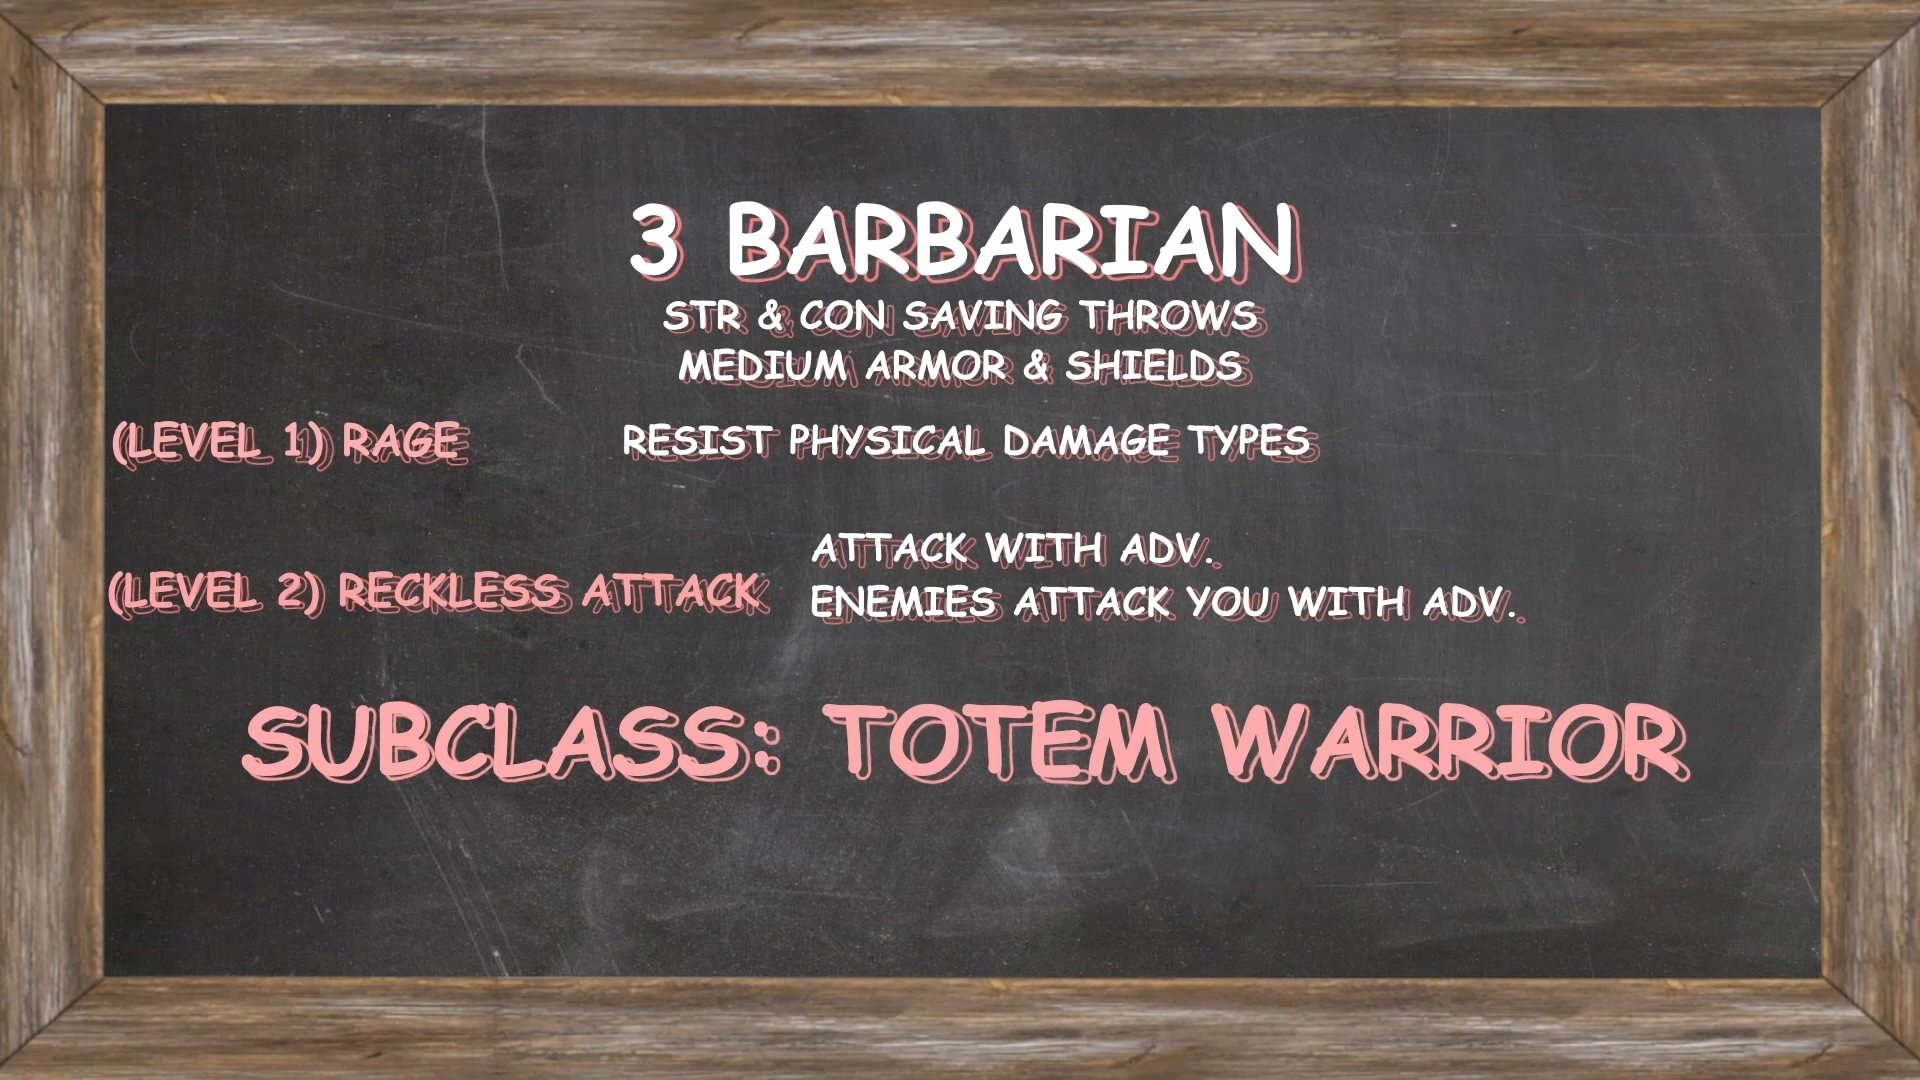 3 BARBARIAN
STR & CON SAVING THROWS
MEDIUM ARMOR & SHIELDS
(LEVEL 1) RAGE RESIST PHYSICAL DAMAGE TYPES
ATTACK WITH ADV.
(LEVEL 2) RECKLESS ATTACK ENEMIES ATTACK YOU WITH ADV.
SUBCLASS: TOTEM WARRIOR